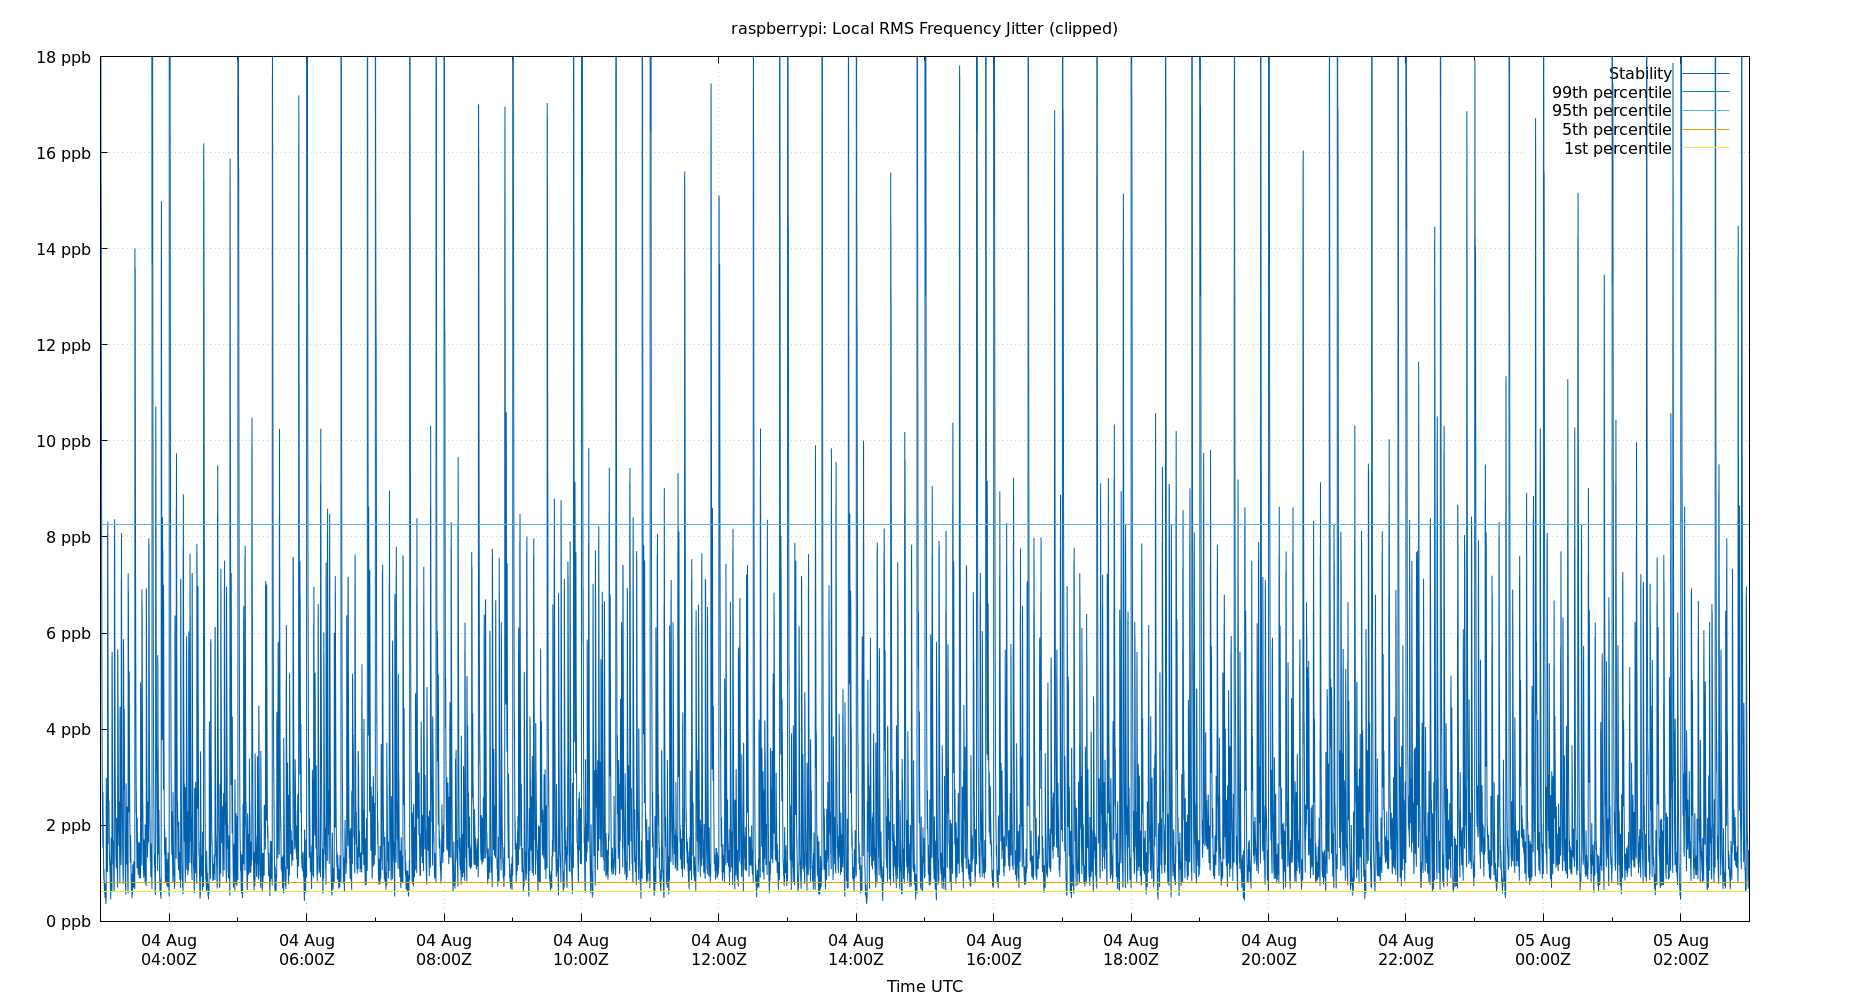 raspberrypi: Local RMS Frequency Jitter (clipped)
18 ppb
16 ppb
14 ppb
12 ppb
10 ppb
8 ppb
6 ppb
4 ppb
2 ppb
0 ppb
Stability
99th percentile
95th percentile
5th percentile
1st percentile
04 Aug 04 Aug 04 Aug 04 Aug 04 Aug 04 Aug 04 Aug 04 Aug 04 Aug 04 Aug 05 Aug 05 Aug
04:00Z 06:00Z 08:00Z 10:00Z 12:00Z 14:00Z 16:00Z 18:00Z 20:00Z 22:00Z 00:00Z 02:00Z
Time UTC